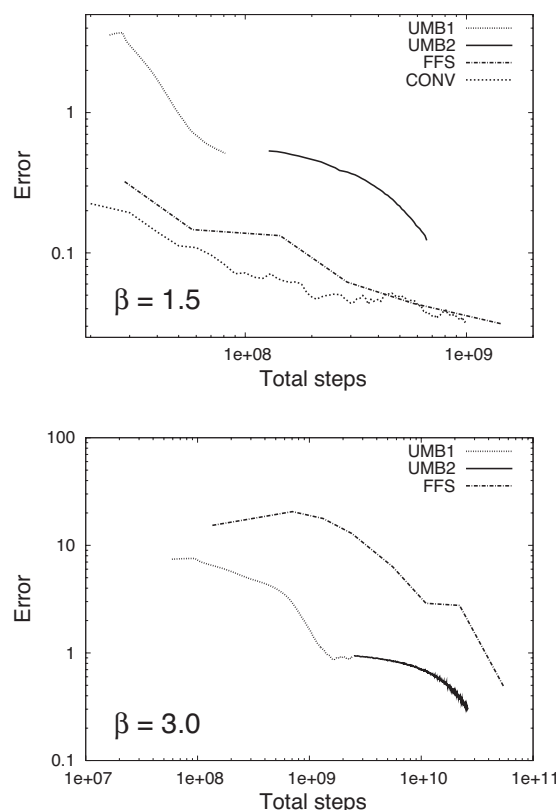 UMB1
UMB2
FFS
CONV
1
0.1
Error
β = 1.5
1e+08 1e+09
Total steps
100
10
1
0.1
UMB1
UMB2
FFS
Error
β = 3.0
1e+07 1e+08 1e+09 1e+10 1e+11
Total steps